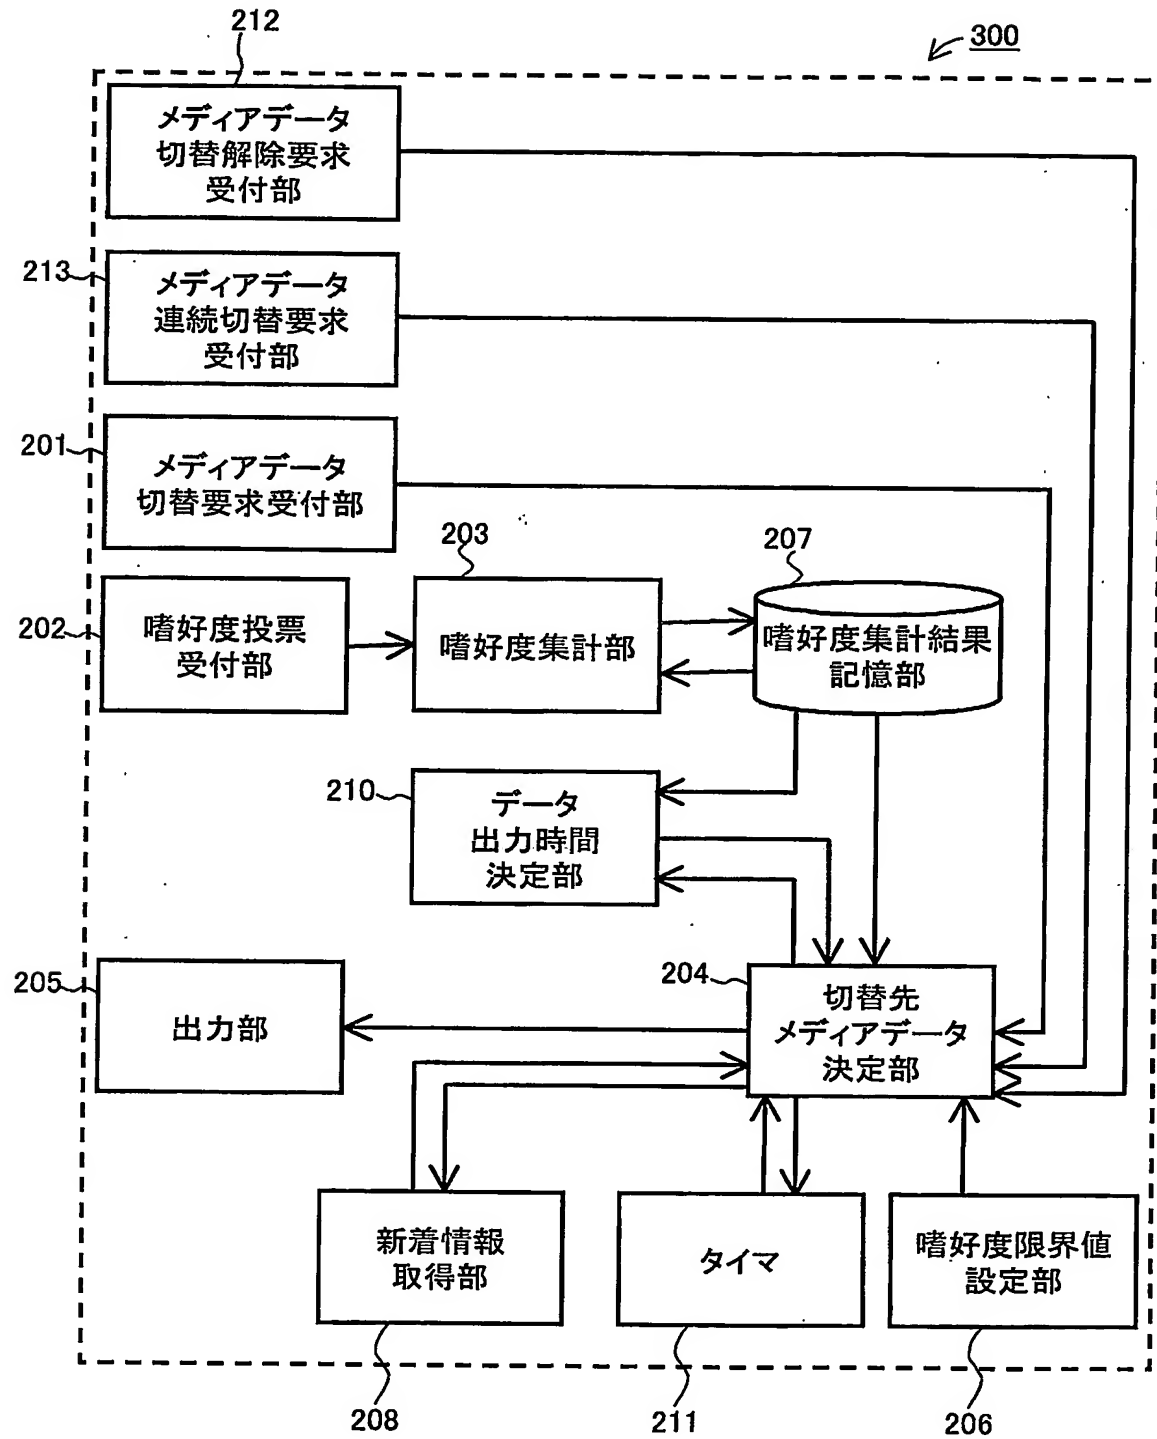 212
300
メディアデータ
切替解除要求
受付部
213
メディアデータ
連続切替要求
受付部
201
メディアデータ
切替要求受付部
203
207
202
嗜好度投票
受付部
嗜好度集計部
嗜好度集計結果
記憶部
210
データ
出力時間
決定部
205
出力部
204
切替先
メディアデータ
決定部
新着情報
取得部
タイマ
嗜好度限界値
設定部
208
211
206